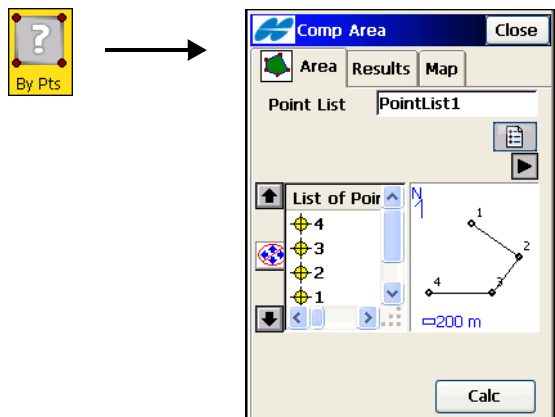 By Pts
Comp Area
Close
Area
Results
Map
Point List
PointList1
List of Poir
4
3
2
1
N
1
2
3
4
200 m
Calc